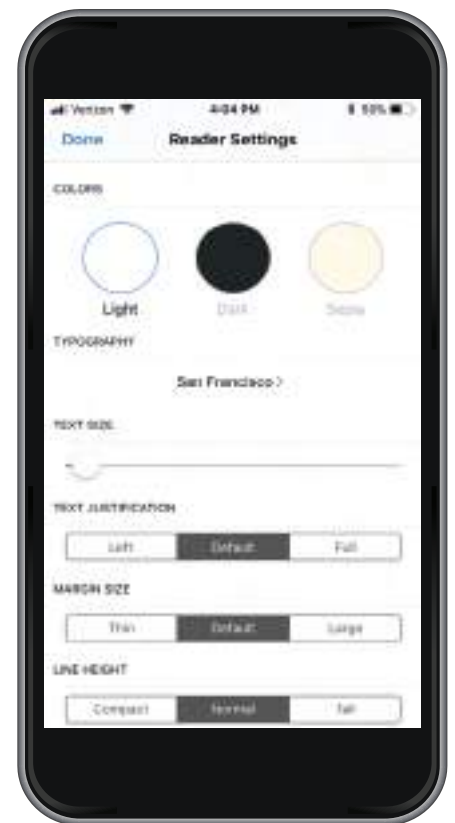 Verizon 4:04 PM 50%
Done Reader Settings
COLORS
Light Dark Sepia
TYPOGRAPHY
San Francisco >
TEXT SIZE
TEXT JUSTIFICATION
Left Default Full
MARGIN SIZE
Thin Default Large
LINE HEIGHT
Compact Normal Tall